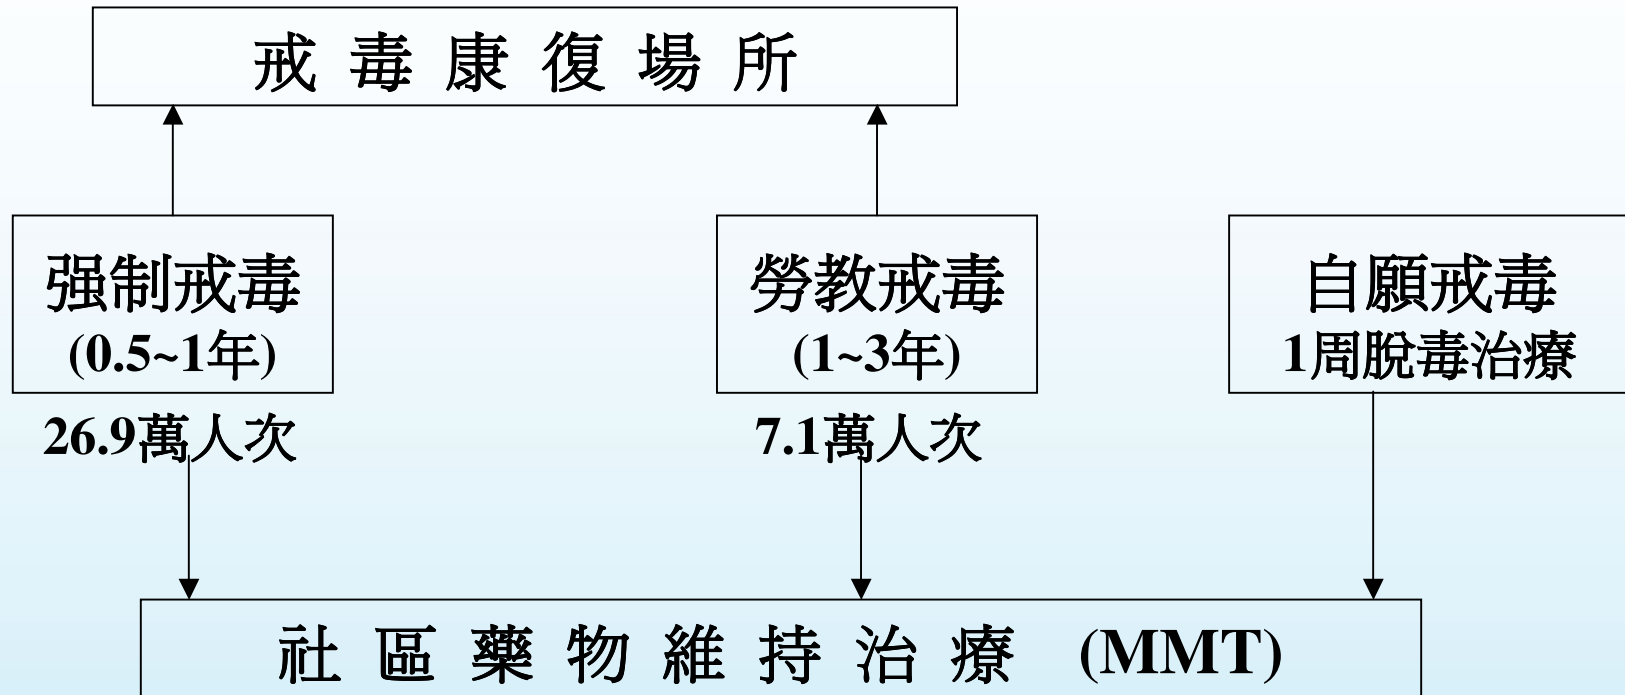 戒毒康復場所
强制戒毒
(0.5~1年)
26.9萬人次
勞教戒毒
(1~3年)
7.1萬人次
自願戒毒
1周脫毒治療
社區藥物維持治療 (MMT)